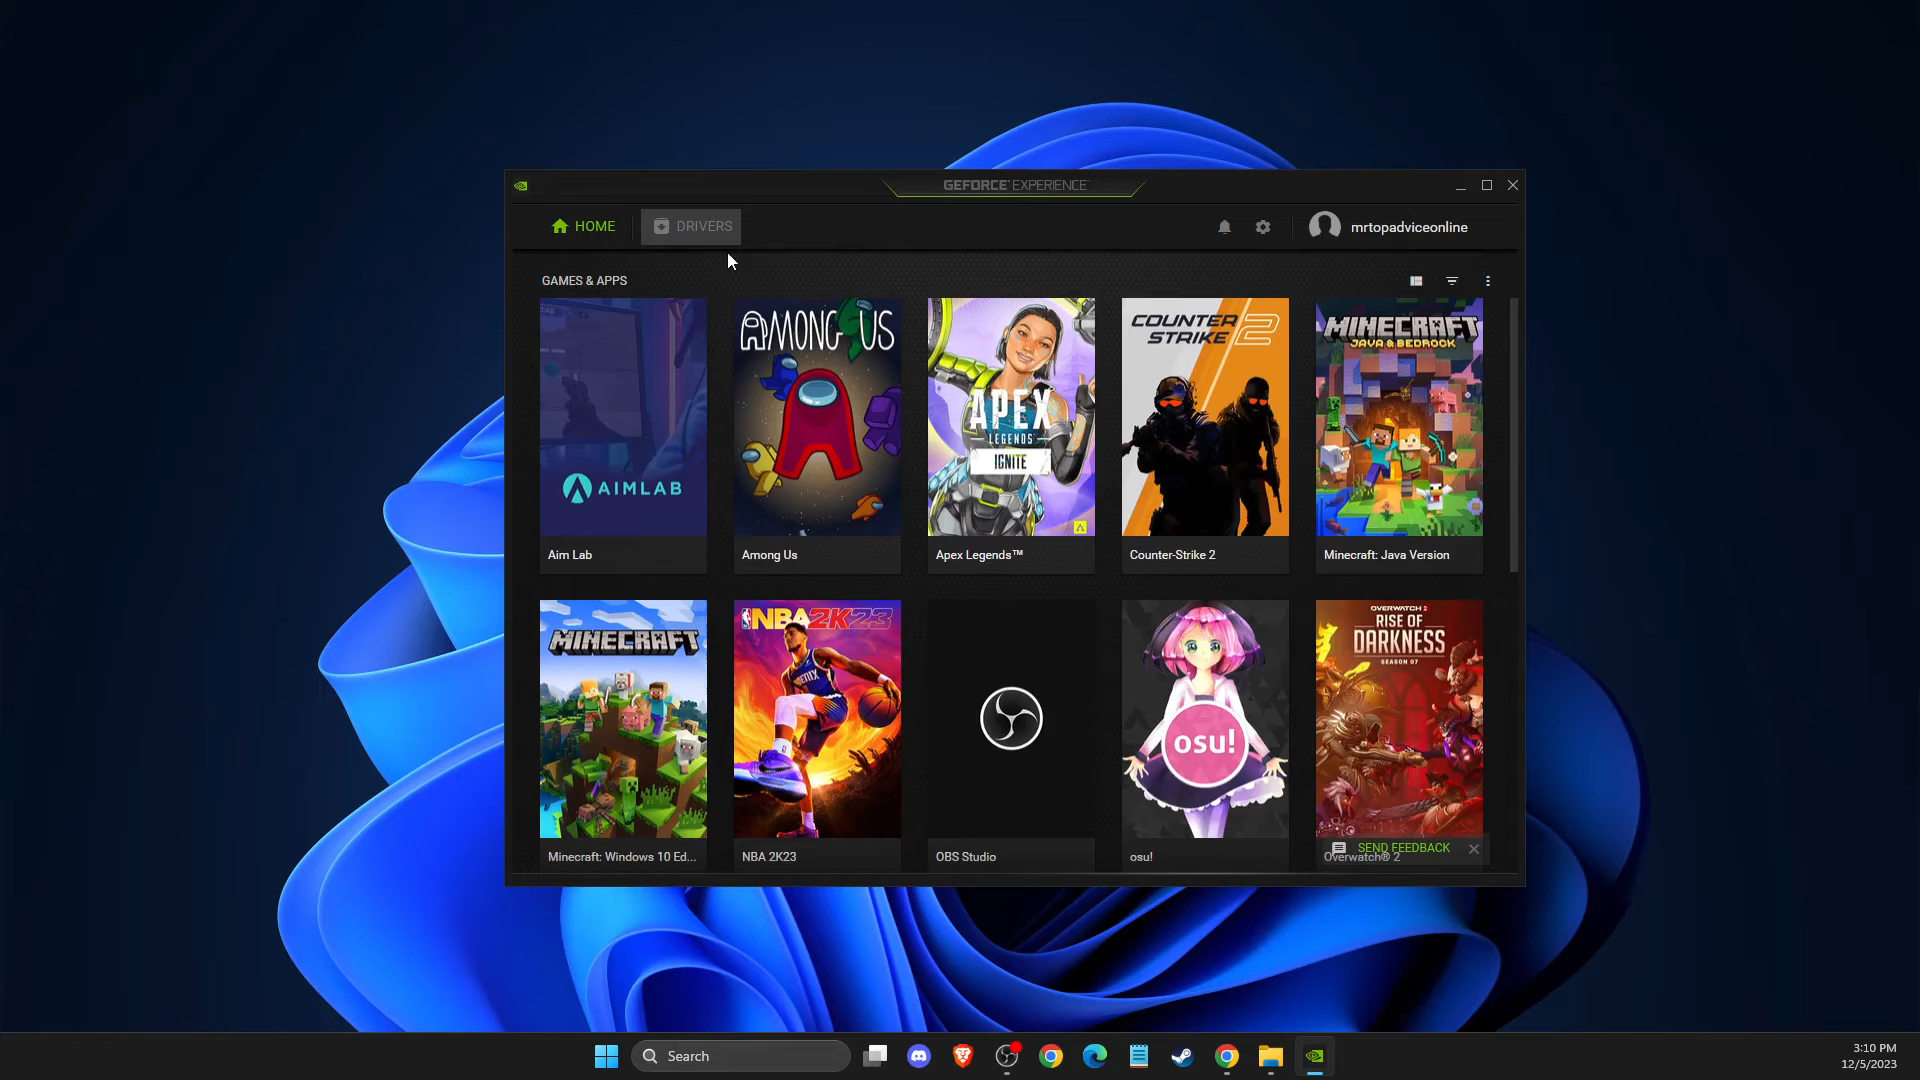 GEFORCE EXPERIENCE
HOME
DRIVERS
mrtopadviceonline
GAMES & APPS
AIMLAB
AMONG US
APEX
LEGENDS
IGNITE
COUNTER
STRIKE 2
MINECRAFT
JAVA & BEDROCK
Aim Lab
Among Us
Apex Legends™
Counter-Strike 2
Minecraft: Java Version
MINECRAFT
NBA2K23
PHOENIX
osu!
OVERWATCH 2
RISE OF
DARKNESS
SEASON 07
Minecraft: Windows 10 Ed...
NBA 2K23
OBS Studio
osu!
Overwatch® 2
SEND FEEDBACK
Search
3:10 PM
12/5/2023